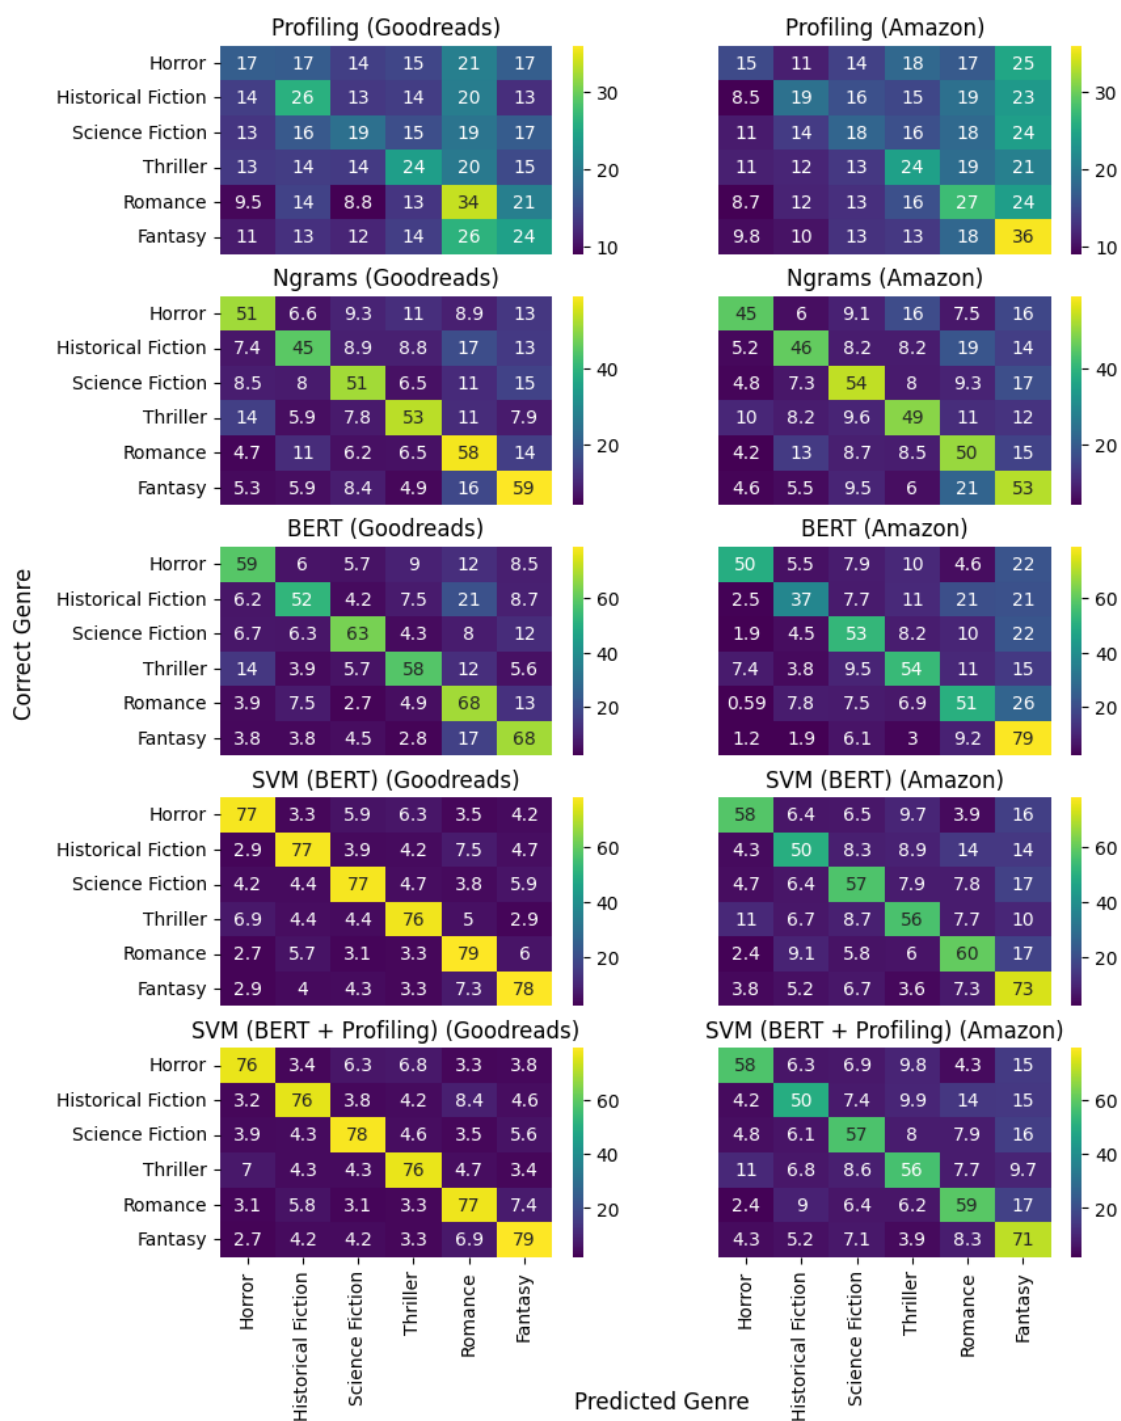 Profiling (Goodreads) Profiling (Amazon)
Horror 17 17 14 15 21 17 15 11 14 18 17 25
Historical Fiction 14 26 13 14 20 13 30 8.5 19 16 15 19 23 30
Science Fiction 13 16 19 15 19 17 11 14 18 16 18 24
Thriller 13 14 14 24 20 15 20 11 12 13 24 19 21 20
Romance 9.5 14 8.8 13 34 21 8.7 12 13 16 27 24
Fantasy 11 13 12 14 26 24 10 9.8 10 13 13 18 36 10
Ngrams (Goodreads) Ngrams (Amazon)
Horror 51 6.6 9.3 11 8.9 13 45 6 9.1 16 7.5 16
Historical Fiction 7.4 45 8.9 8.8 17 13 5.2 46 8.2 8.2 19 14
Science Fiction 8.5 8 51 6.5 11 15 40 4.8 7.3 54 8 9.3 17 40
Thriller 14 5.9 7.8 53 11 7.9 10 8.2 9.6 49 11 12
Romance 4.7 11 6.2 6.5 58 14 20 4.2 13 8.7 8.5 50 15 20
Fantasy 5.3 5.9 8.4 4.9 16 59 4.6 5.5 9.5 6 21 53
BERT (Goodreads) BERT (Amazon)
Horror 59 6 5.7 9 12 8.5 50 5.5 7.9 10 4.6 22
Historical Fiction 6.2 52 4.2 7.5 21 8.7 60 2.5 37 7.7 11 21 21 60
Science Fiction 6.7 6.3 63 4.3 8 12 40 1.9 4.5 53 8.2 10 22 40
Thriller 14 3.9 5.7 58 12 5.6 7.4 3.8 9.5 54 11 15
Romance 3.9 7.5 2.7 4.9 68 13 20 0.59 7.8 7.5 6.9 51 26 20
Fantasy 3.8 3.8 4.5 2.8 17 68 1.2 1.9 6.1 3 9.2 79
SVM (BERT) (Goodreads) SVM (BERT) (Amazon)
Horror 77 3.3 5.9 6.3 3.5 4.2 58 6.4 6.5 9.7 3.9 16
Historical Fiction 2.9 77 3.9 4.2 7.5 4.7 60 4.3 50 8.3 8.9 14 14 60
Science Fiction 4.2 4.4 77 4.7 3.8 5.9 40 4.7 6.4 57 7.9 7.8 17 40
Thriller 6.9 4.4 4.4 76 5 2.9 11 6.7 8.7 56 7.7 10
Romance 2.7 5.7 3.1 3.3 79 6 20 2.4 9.1 5.8 6 60 17 20
Fantasy 2.9 4 4.3 3.3 7.3 78 3.8 5.2 6.7 3.6 7.3 73
SVM (BERT + Profiling) (Goodreads) SVM (BERT + Profiling) (Amazon)
Horror 76 3.4 6.3 6.8 3.3 3.8 58 6.3 6.9 9.8 4.3 15
Historical Fiction 3.2 76 3.8 4.2 8.4 4.6 60 4.2 50 7.4 9.9 14 15 60
Science Fiction 3.9 4.3 78 4.6 3.5 5.6 40 4.8 6.1 57 8 7.9 16 40
Thriller 7 4.3 4.3 76 4.7 3.4 11 6.8 8.6 56 7.7 9.7
Romance 3.1 5.8 3.1 3.3 77 7.4 20 2.4 9 6.4 6.2 59 17 20
Fantasy 2.7 4.2 4.2 3.3 6.9 79 4.3 5.2 7.1 3.9 8.3 71
Horror Historical Fiction Science Fiction Thriller Romance Fantasy Horror Historical Fiction Science Fiction Thriller Romance Fantasy
Predicted Genre
Correct Genre